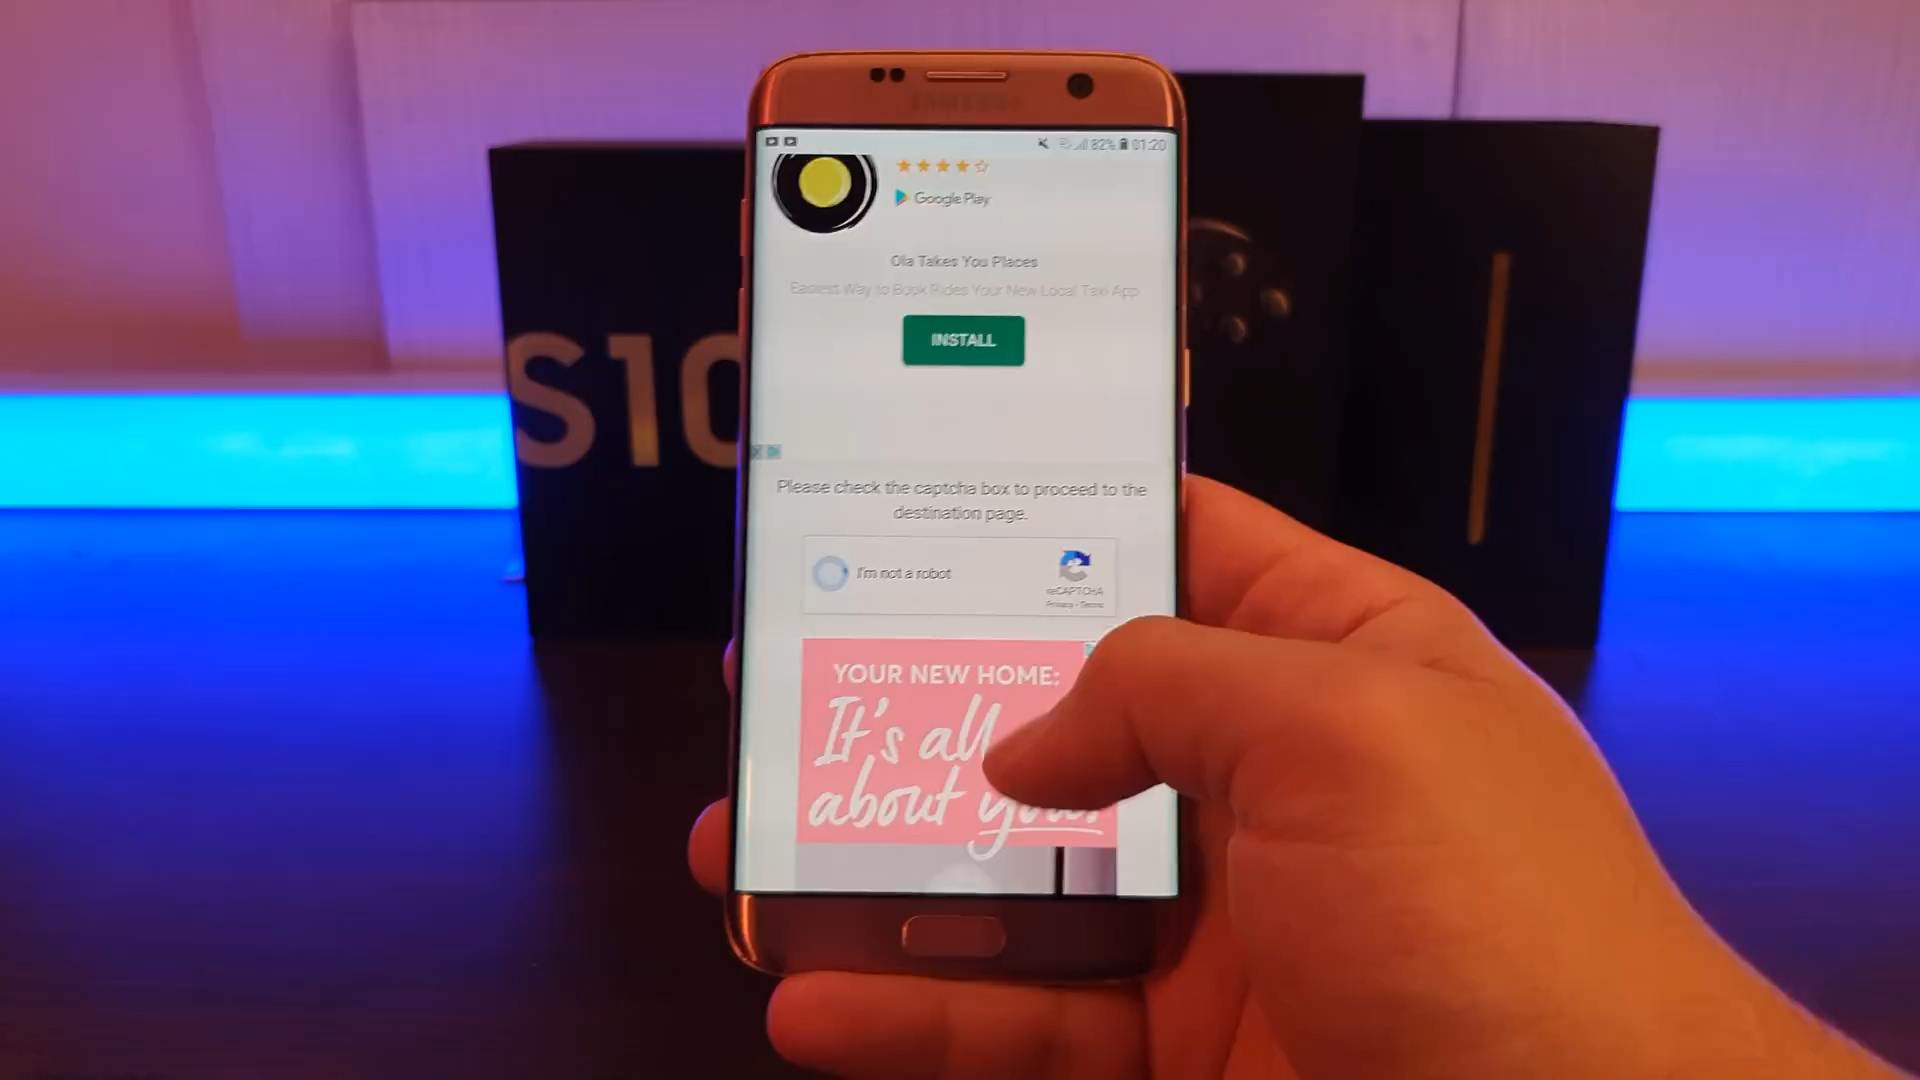 SAMSUNG
82% 01:20
Google Play
Ola Takes You Places
Easiest Way to Book Rides Your New Local Taxi App
INSTALL
S10
Please check the captcha box to proceed to the
destination page.
I'm not a robot
reCAPTCHA
Privacy - Terms
YOUR NEW HOME:
It's all
about you.